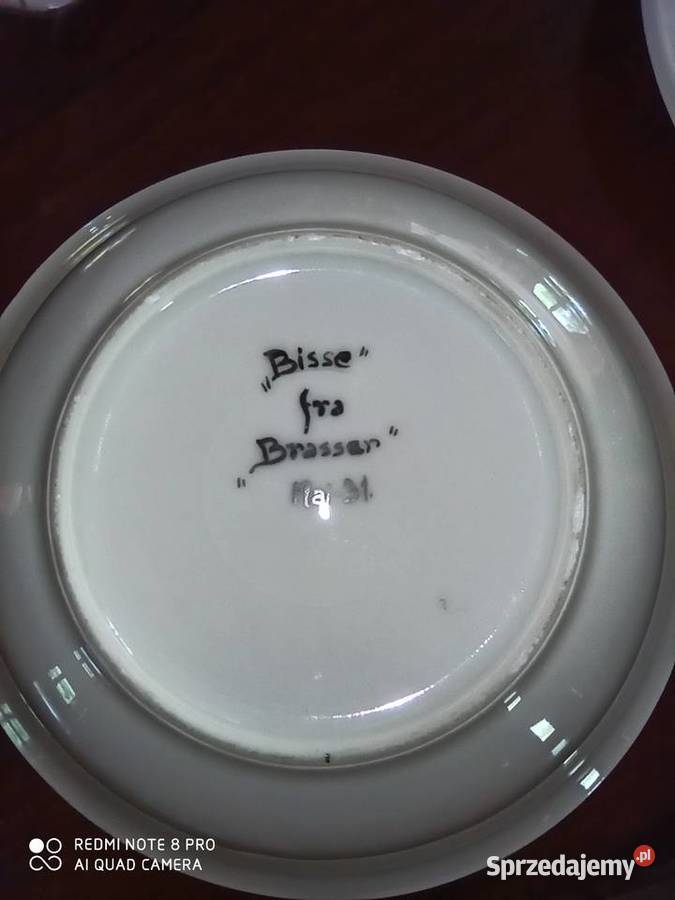 „Bisse"
fra
„Brasser"
Mai 31.
REDMI NOTE 8 PRO
AI QUAD CAMERA
Sprzedajemy.pl